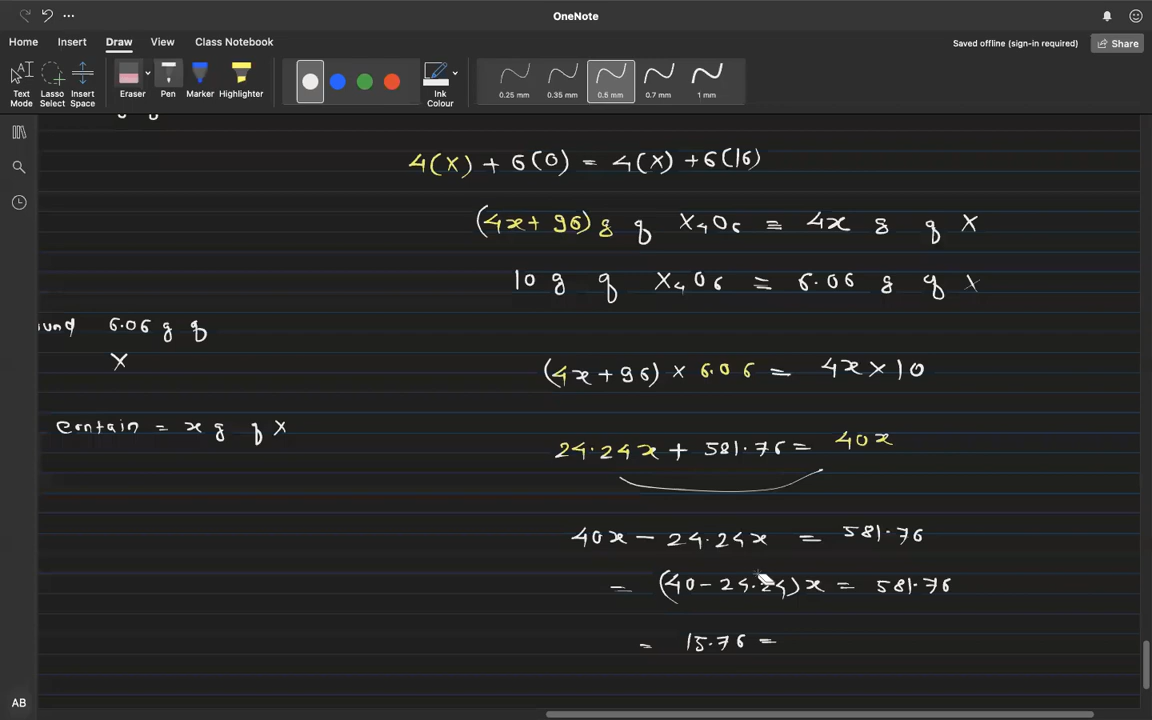 OneNote
Home Insert Draw View Class Notebook
Saved offline (sign-in required) Share
Text Mode Lasso Select Insert Space Eraser Pen Marker Highlighter Ink Colour 0.25 mm 0.35 mm 0.5 mm 0.7 mm 1 mm
4(X) + 6(O) = 4(X) + 6(16)
(4x + 96) g of X₄O₆ ≡ 4x g of X
10 g of X₄O₆ ≡ 6.06 g of X
und 6.06 g of
X
(4x + 96) × 6.06 = 4x × 10
contain = x g of X
24.24x + 581.76 = 40x
40x - 24.24x = 581.76
= (40 - 24.24)x = 581.76
= 15.76 =
AB